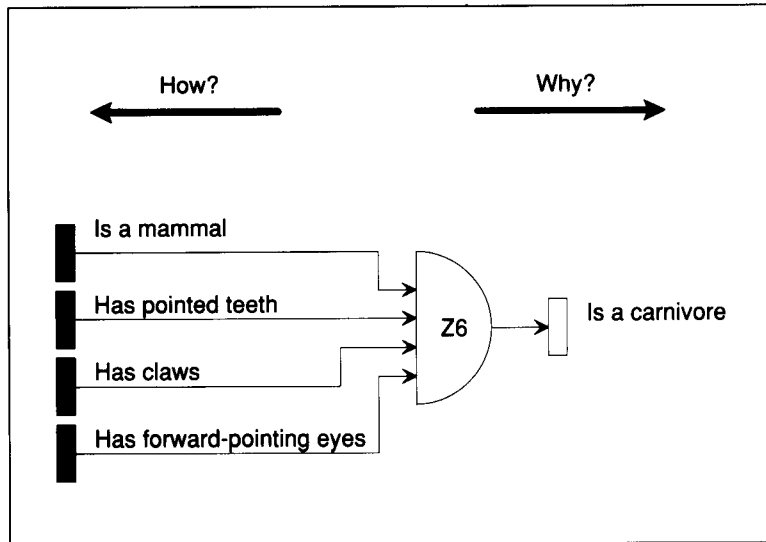 How?
Why?
Is a mammal
Has pointed teeth
Z6
Is a carnivore
Has claws
Has forward-pointing eyes